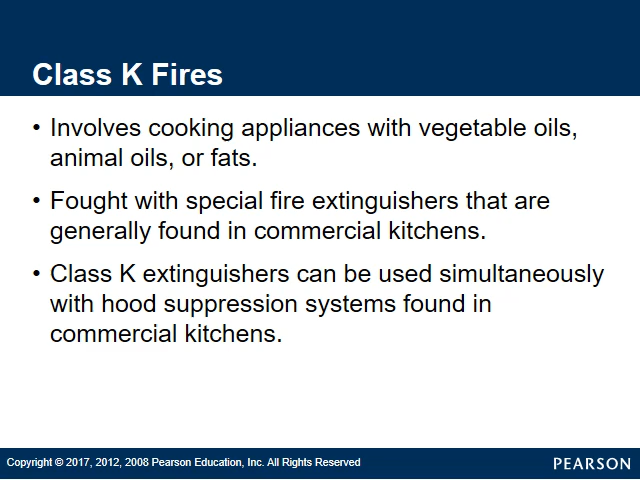 Class K Fires
• Involves cooking appliances with vegetable oils,
animal oils, or fats.
• Fought with special fire extinguishers that are
generally found in commercial kitchens.
• Class K extinguishers can be used simultaneously
with hood suppression systems found in
commercial kitchens.
Copyright © 2017, 2012, 2008 Pearson Education, Inc. All Rights Reserved
PEARSON